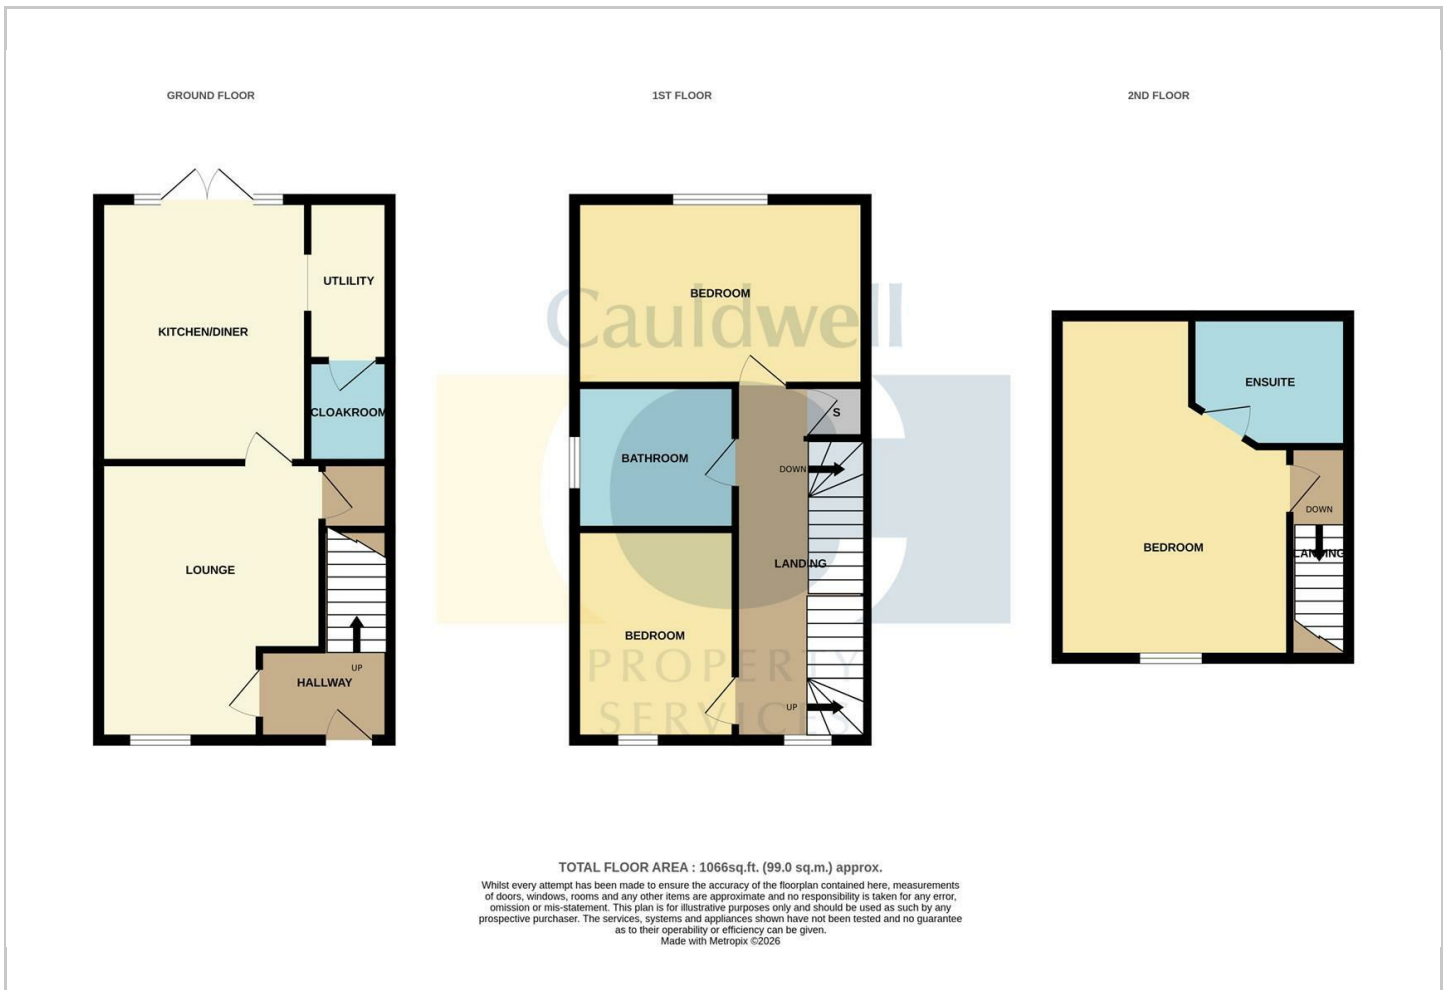 GROUND FLOOR
1ST FLOOR
2ND FLOOR
UTLILITY
KITCHEN/DINER
CLOAKROOM
LOUNGE
UP
HALLWAY
BEDROOM
S
BATHROOM
DOWN
LANDING
BEDROOM
UP
Cauldwell
PROPERTY
SERVICES
ENSUITE
DOWN
BEDROOM
LANDING
TOTAL FLOOR AREA : 1066sq.ft. (99.0 sq.m.) approx.
Whilst every attempt has been made to ensure the accuracy of the floorplan contained here, measurements
of doors, windows, rooms and any other items are approximate and no responsibility is taken for any error,
omission or mis-statement. This plan is for illustrative purposes only and should be used as such by any
prospective purchaser. The services, systems and appliances shown have not been tested and no guarantee
as to their operability or efficiency can be given.
Made with Metropix ©2026